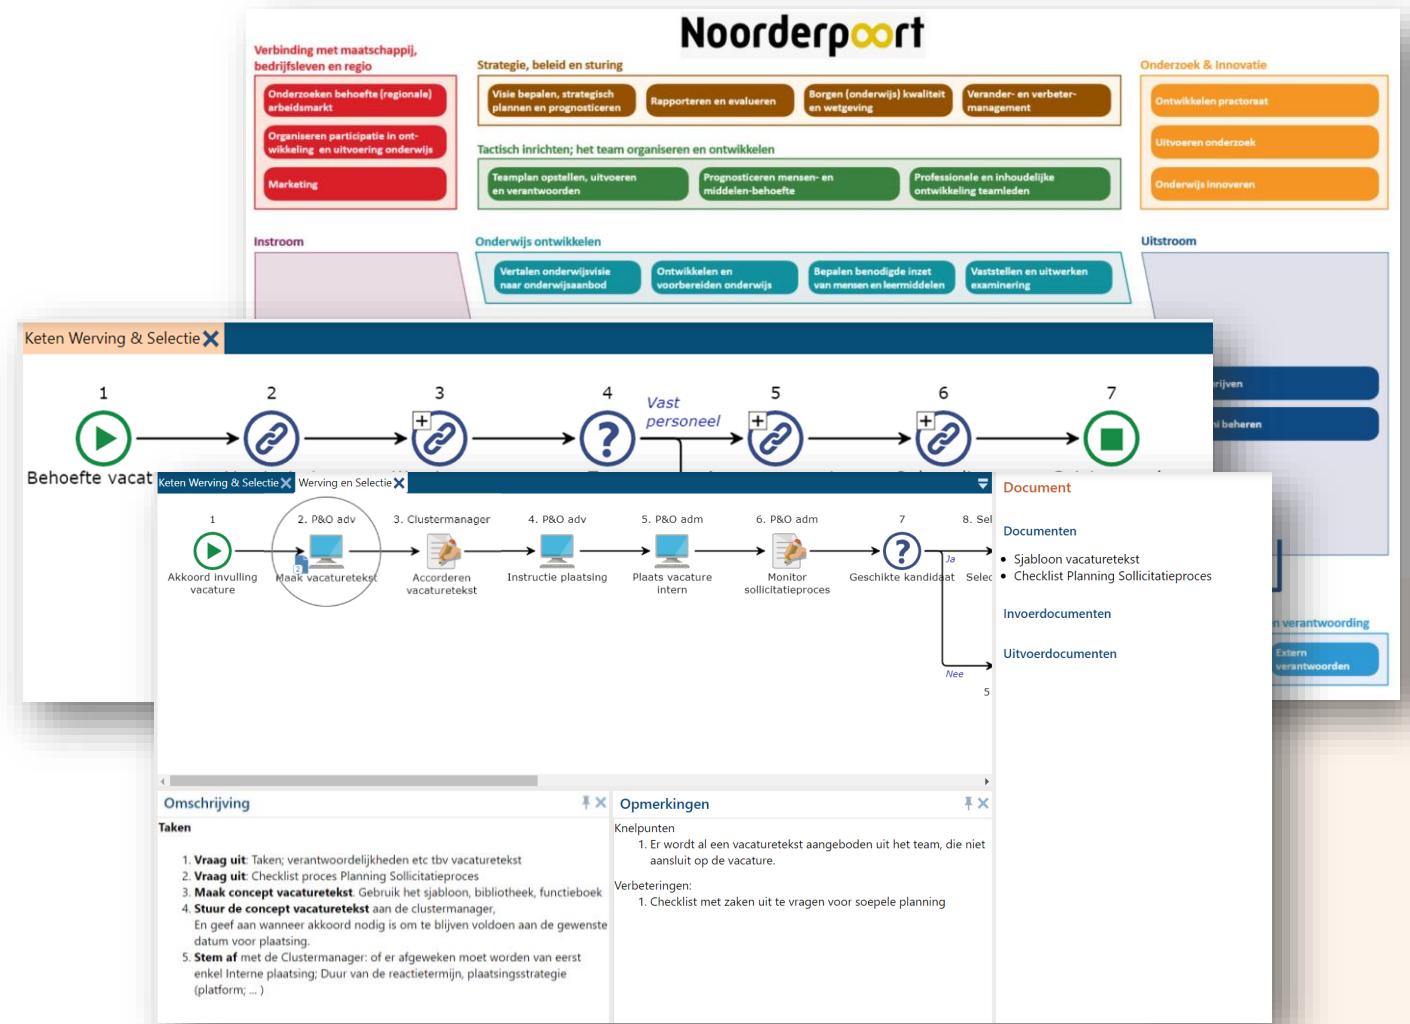 Noorderpoort
Verbinding met maatschappij,
bedrijfsleven en regio
Onderzoeken behoefte (regionale)
arbeidsmarkt
Organiseren participatie in ont-
wikkeling en uitvoering onderwijs
Marketing
Strategie, beleid en sturing
Visie bepalen, strategisch
plannen en prognosticeren
Rapporteren en evalueren
Borgen (onderwijs) kwaliteit
en wetgeving
Verander- en verbeter-
management
Tactisch inrichten; het team organiseren en ontwikkelen
Teamplan opstellen, uitvoeren
en verantwoorden
Prognosticeren mensen- en
middelen-behoefte
Professionele en inhoudelijke
ontwikkeling teamleden
Onderzoek & Innovatie
Ontwikkelen practoraat
Uitvoeren onderzoek
Onderwijs innoveren
Instroom
Onderwijs ontwikkelen
Vertalen onderwijsvisie
naar onderwijsaanbod
Ontwikkelen en
voorbereiden onderwijs
Bepalen benodigde inzet
van mensen en leermiddelen
Vaststellen en uitwerken
examinering
Uitstroom
rijven
ni beheren
n verantwoording
Extern
verantwoorden
Keten Werving & Selectie
1
2
3
4
Vast
personeel
5
6
7
Behoefte vacat
Keten Werving & Selectie
Werving en Selectie
1
Akkoord invulling
vacature
2. P&O adv
2
Maak vacaturetekst
3. Clustermanager
Accorderen
vacaturetekst
4. P&O adv
Instructie plaatsing
5. P&O adm
Plaats vacature
intern
6. P&O adm
Monitor
sollicitatieproces
7
Geschikte kandidaat
Ja
Nee
8. Sel
Selec
5
Document
Documenten
• Sjabloon vacaturetekst
• Checklist Planning Sollicitatieproces
Invoerdocumenten
Uitvoerdocumenten
Omschrijving
Taken
1. Vraag uit: Taken; verantwoordelijkheden etc tbv vacaturetekst
2. Vraag uit: Checklist proces Planning Sollicitatieproces
3. Maak concept vacaturetekst. Gebruik het sjabloon, bibliotheek, functieboek
4. Stuur de concept vacaturetekst aan de clustermanager,
En geef aan wanneer akkoord nodig is om te blijven voldoen aan de gewenste
datum voor plaatsing.
5. Stem af met de Clustermanager: of er afgeweken moet worden van eerst
enkel Interne plaatsing; Duur van de reactietermijn, plaatsingsstrategie
(platform; ... )
Opmerkingen
Knelpunten
1. Er wordt al een vacaturetekst aangeboden uit het team, die niet
aansluit op de vacature.
Verbeteringen:
1. Checklist met zaken uit te vragen voor soepele planning